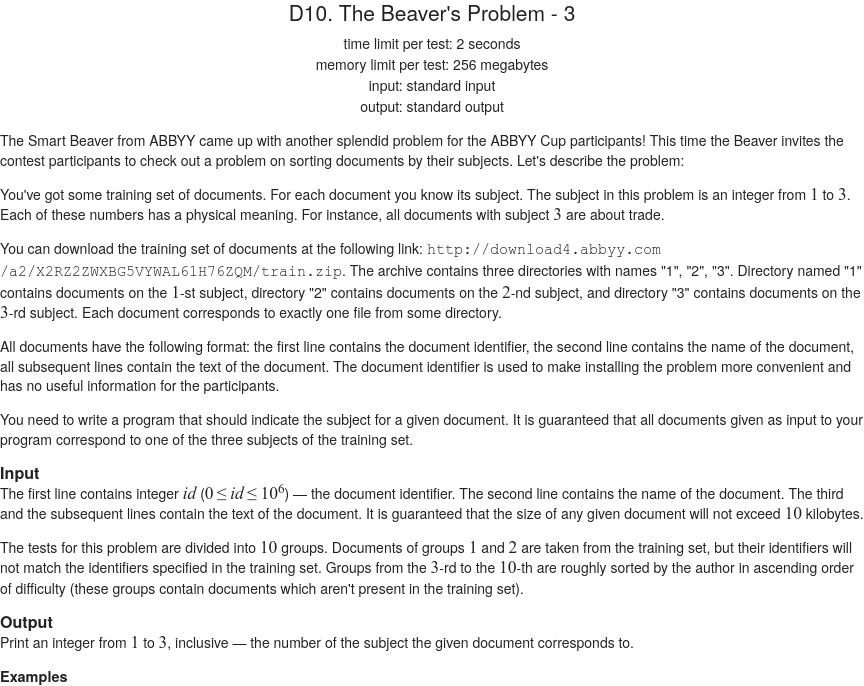 D10. The Beaver's Problem - 3
time limit per test: 2 seconds
memory limit per test: 256 megabytes
input: standard input
output: standard output
The Smart Beaver from ABBYY came up with another splendid problem for the ABBYY Cup participants! This time the Beaver invites the
contest participants to check out a problem on sorting documents by their subjects. Let's describe the problem:
You've got some training set of documents. For each document you know its subject. The subject in this problem is an integer from 1 to 3.
Each of these numbers has a physical meaning. For instance, all documents with subject 3 are about trade.
You can download the training set of documents at the following link: http://download4.abbyy.com
/a2/X2RZ2ZWXBG5VYWAL61H76ZQM/train.zip. The archive contains three directories with names "1", "2", "3". Directory named "1"
contains documents on the 1-st subject, directory "2" contains documents on the 2-nd subject, and directory "3" contains documents on the
3-rd subject. Each document corresponds to exactly one file from some directory.
All documents have the following format: the first line contains the document identifier, the second line contains the name of the document,
all subsequent lines contain the text of the document. The document identifier is used to make installing the problem more convenient and
has no useful information for the participants.
You need to write a program that should indicate the subject for a given document. It is guaranteed that all documents given as input to your
program correspond to one of the three subjects of the training set.
Input
The first line contains integer id (0 ≤ id ≤ 10^6) — the document identifier. The second line contains the name of the document. The third
and the subsequent lines contain the text of the document. It is guaranteed that the size of any given document will not exceed 10 kilobytes.
The tests for this problem are divided into 10 groups. Documents of groups 1 and 2 are taken from the training set, but their identifiers will
not match the identifiers specified in the training set. Groups from the 3-rd to the 10-th are roughly sorted by the author in ascending order
of difficulty (these groups contain documents which aren't present in the training set).
Output
Print an integer from 1 to 3, inclusive — the number of the subject the given document corresponds to.
Examples